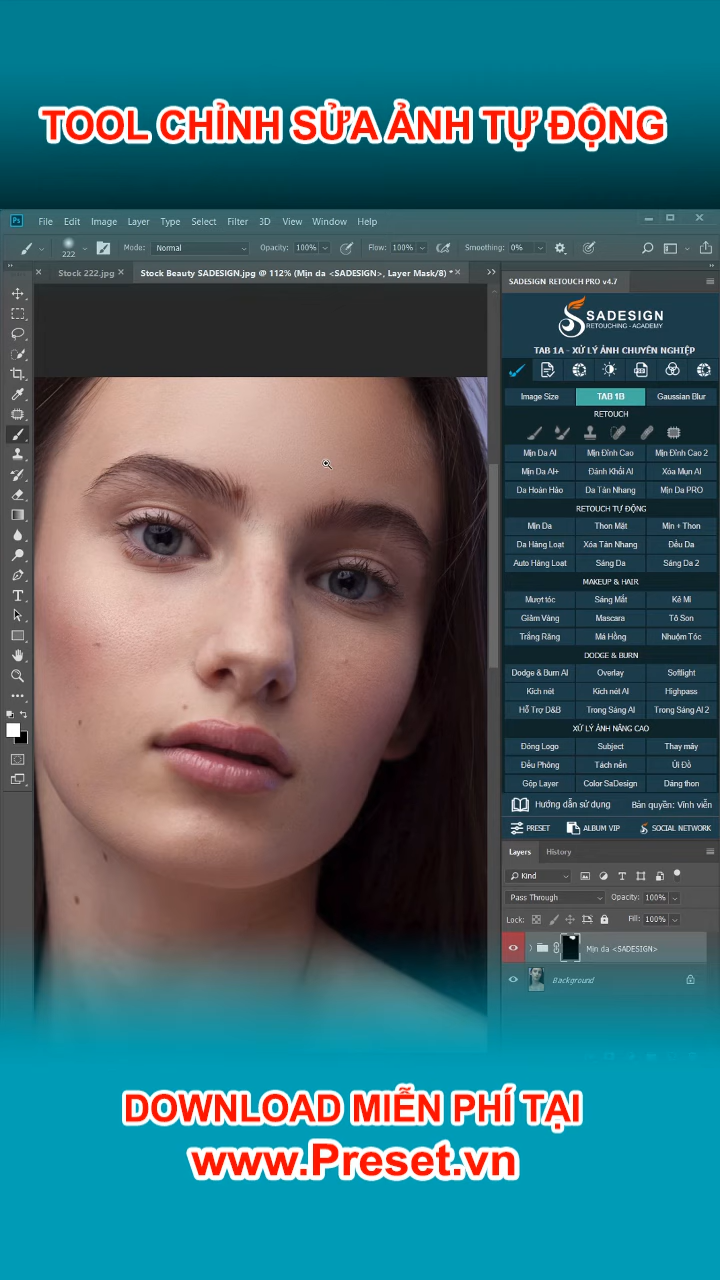 TOOL CHỈNH SỬA ẢNH TỰ ĐỘNG
Ps File Edit Image Layer Type Select Filter 3D View Window Help
222 Mode: Normal Opacity: 100% Flow: 100% Smoothing: 0%
Stock 222.jpg Stock Beauty SADESIGN.jpg @ 112% (Mịn da <SADESIGN>, Layer Mask/8) *
SADESIGN RETOUCH PRO v4.7
SADESIGN
RETOUCHING - ACADEMY
TAB 1A - XỬ LÝ ẢNH CHUYÊN NGHIỆP
Image Size TAB 1B Gaussian Blur
RETOUCH
Mịn Da AI Mịn Đỉnh Cao Mịn Đỉnh Cao 2
Mịn Da AI+ Đánh Khối AI Xóa Mụn AI
Da Hoàn Hảo Da Tàn Nhang Mịn Da PRO
RETOUCH TỰ ĐỘNG
Mịn Da Thon Mặt Mịn + Thon
Da Hàng Loạt Xóa Tàn Nhang Đều Da
Auto Hàng Loạt Sáng Da Sáng Da 2
MAKEUP & HAIR
Mượt tóc Sáng Mắt Kẻ Mi
Giảm Vàng Mascara Tô Son
Trắng Răng Má Hồng Nhuộm Tóc
DODGE & BURN
Dodge & Burn AI Overlay Softlight
Kích nét Kích nét AI Highpass
Hỗ Trợ D&B Trong Sáng AI Trong Sáng AI 2
XỬ LÝ ẢNH NÂNG CAO
Đóng Logo Subject Thay mây
Đều Phông Tách nền Ủi Đồ
Gộp Layer Color SaDesign Dáng thon
Hướng dẫn sử dụng Bản quyền: Vĩnh viễn
PRESET ALBUM VIP SOCIAL NETWORK
Layers History
Kind
Pass Through Opacity: 100%
Lock: Fill: 100%
Mịn da <SADESIGN>
Background
DOWNLOAD MIỄN PHÍ TẠI
www.Preset.vn